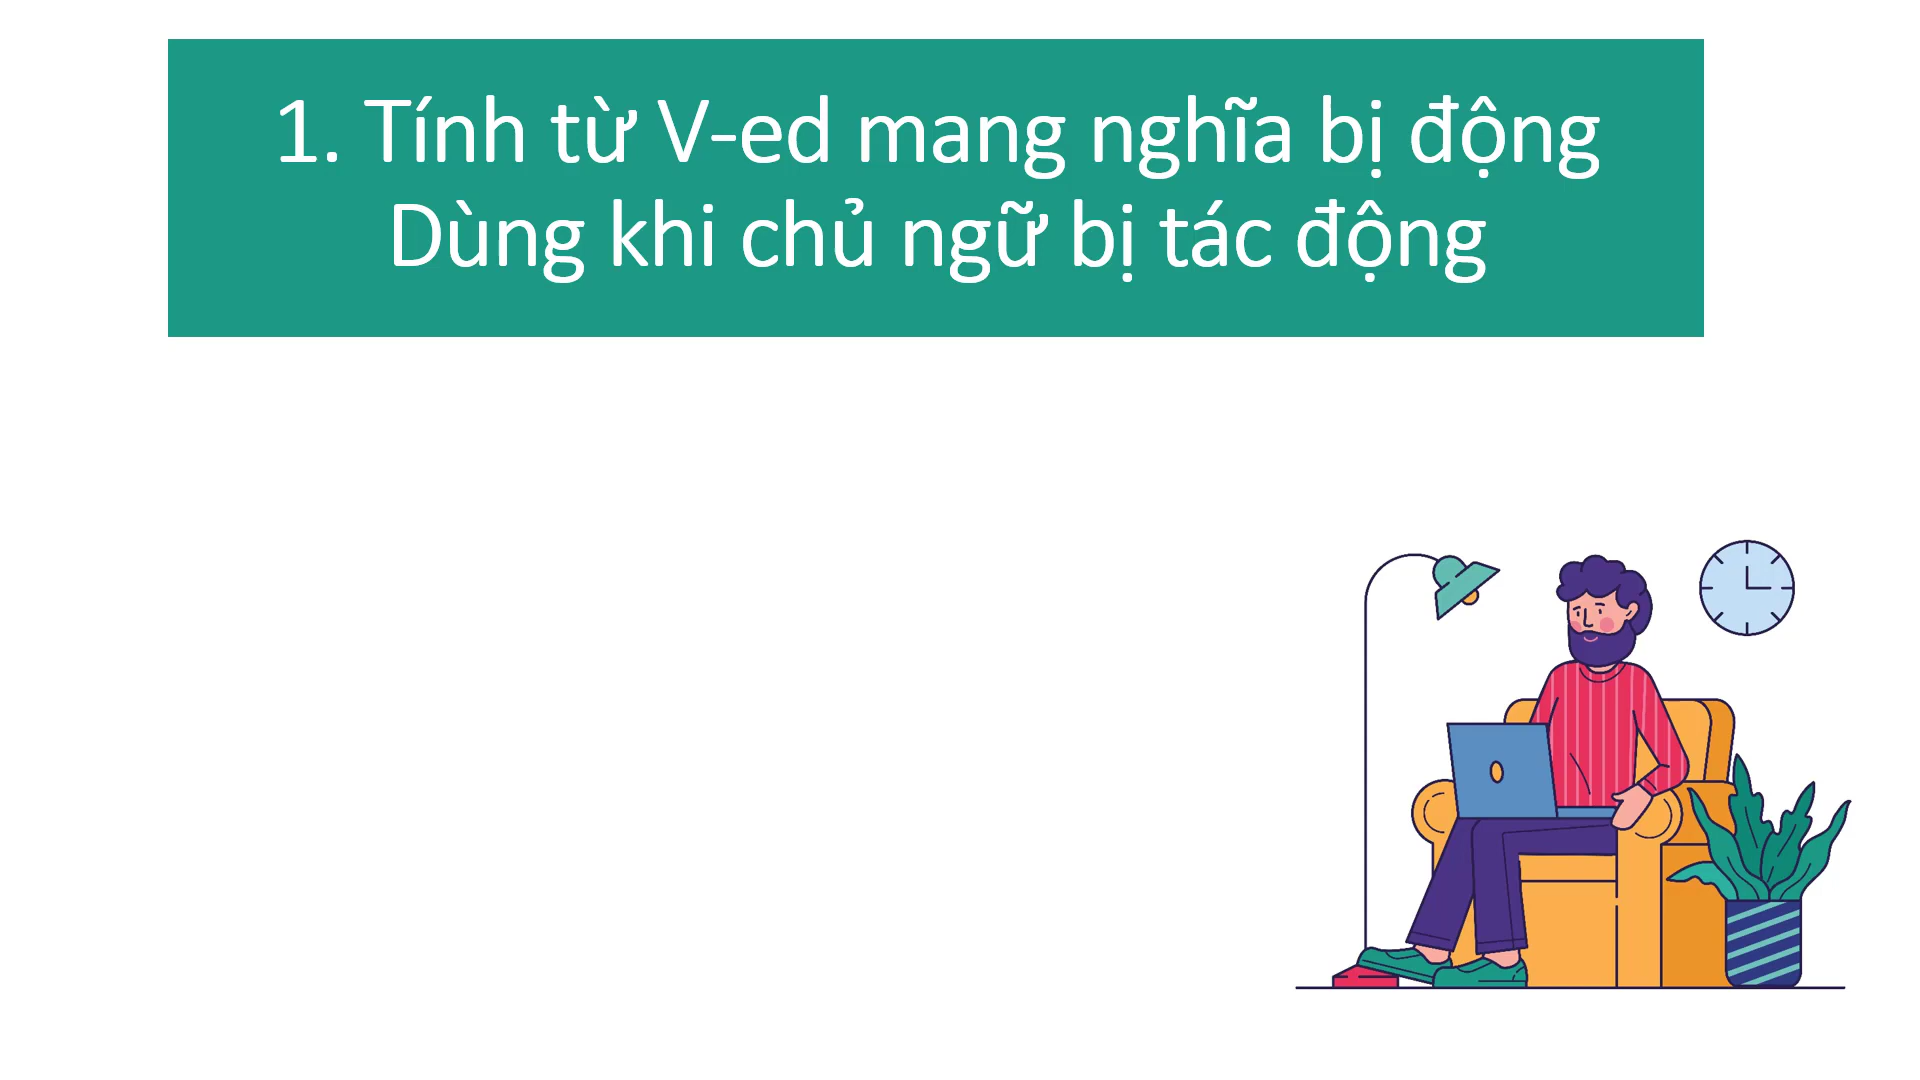 1. Tính từ V-ed mang nghĩa bị động
Dùng khi chủ ngữ bị tác động